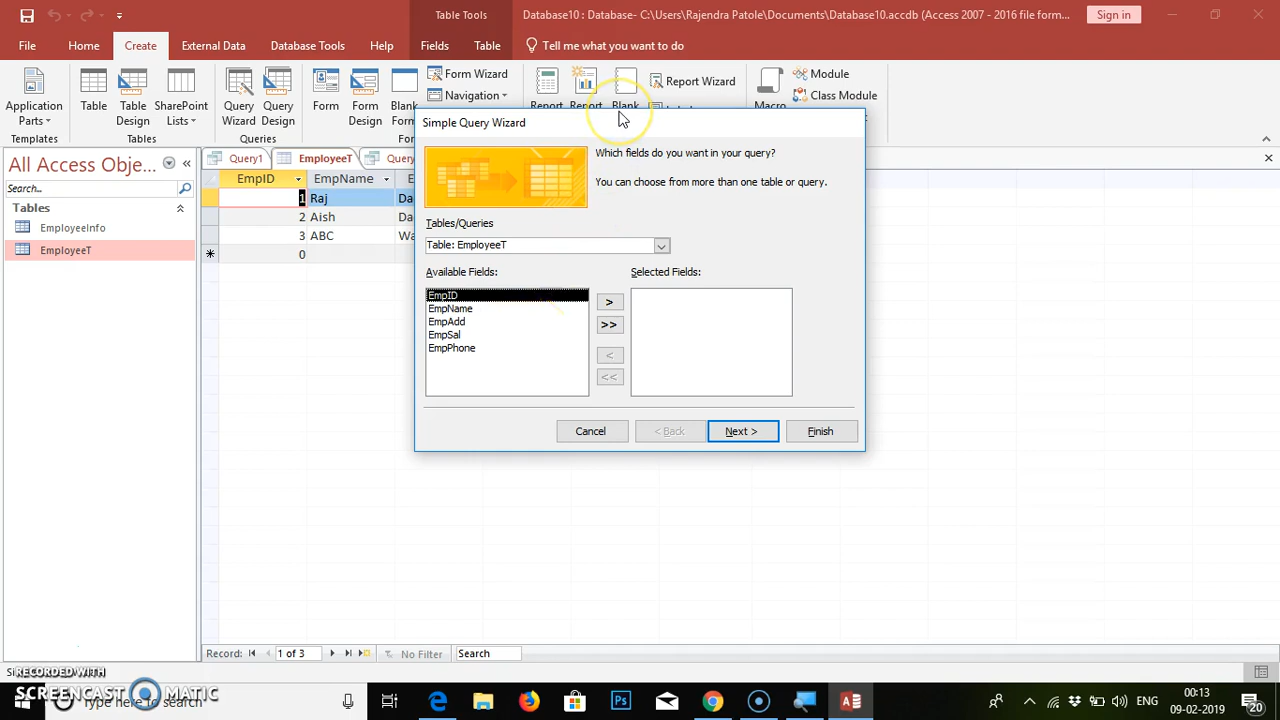 Table Tools
Database10 : Database- C:\Users\Rajendra Patole\Documents\Database10.accdb (Access 2007 - 2016 file form...
Sign in
File
Home
Create
External Data
Database Tools
Help
Fields
Table
Tell me what you want to do
Application Parts
Table
Table Design
SharePoint Lists
Query Wizard
Query Design
Form
Form Design
Blank
Form Wizard
Navigation
Report
Report
Blank
Report Wizard
Macro
Module
Class Module
Templates
Tables
Queries
Simple Query Wizard
All Access Obje...
Search...
Tables
EmployeeInfo
EmployeeT
Query1
EmployeeT
EmpID
EmpName
1 Raj
2 Aish
3 ABC
0
Which fields do you want in your query?
You can choose from more than one table or query.
Tables/Queries
Table: EmployeeT
Available Fields:
Selected Fields:
EmpID
EmpName
EmpAdd
EmpSal
EmpPhone
>
>>
<
<<
Cancel
< Back
Next >
Finish
Record:
1 of 3
No Filter
Search
RECORDED WITH
SCREENCAST MATIC
Type here to search
ENG
00:13
09-02-2019
20